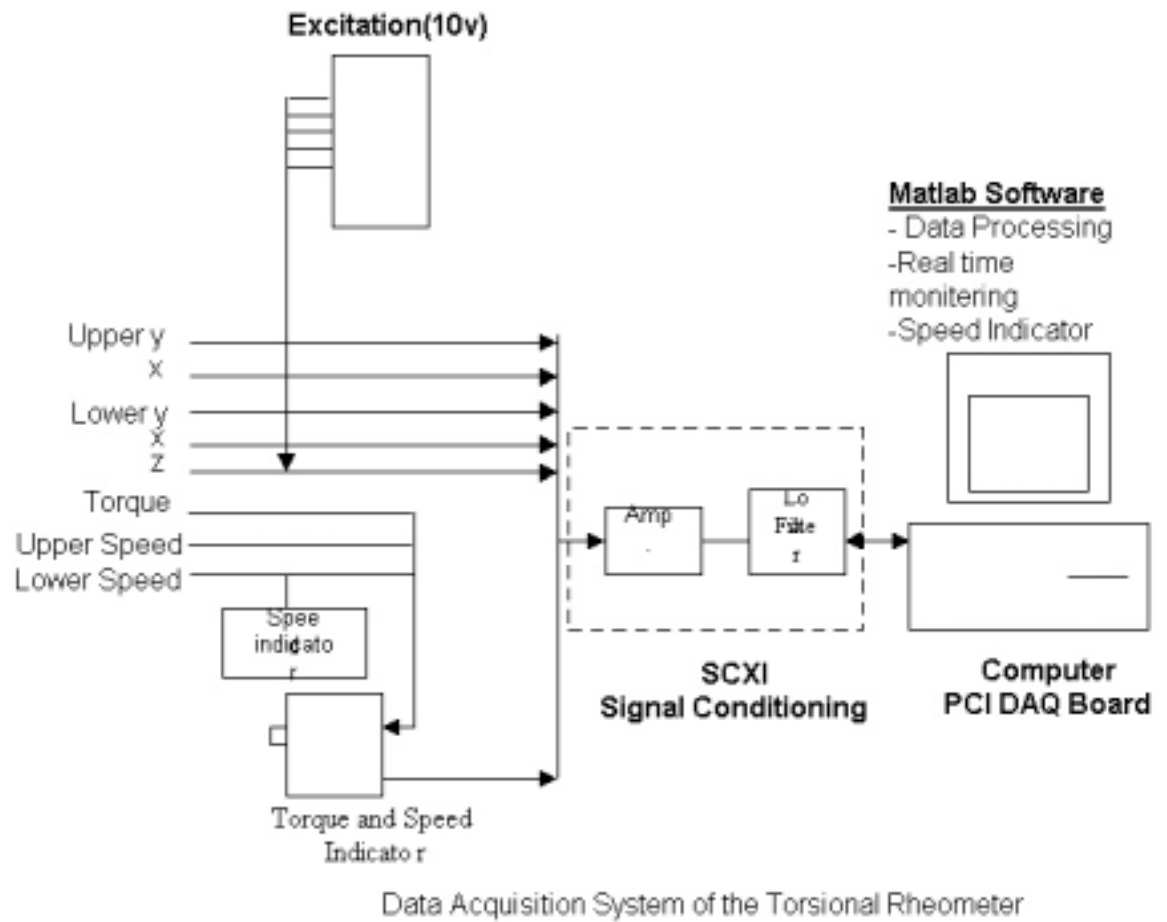 Excitation(10v)
Matlab Software
- Data Processing
-Real time
monitering
-Speed Indicator
Upper y
x
Lower y
x
z
Torque
Upper Speed
Lower Speed
Spee
d
indicato
r
Amp
.
Lo
Filte
r
SCXI
Signal Conditioning
Computer
PCI DAQ Board
Torque and Speed
Indicato r
Data Acquisition System of the Torsional Rheometer